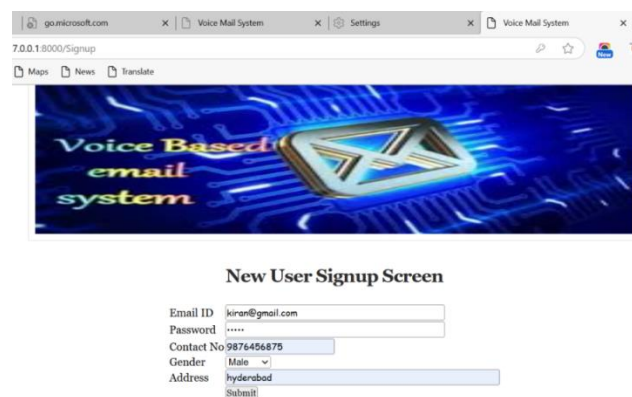 go.microsoft.com Voice Mail System Settings Voice Mail System
7.0.0.1:8000/Signup
New
Maps News Translate
Voice Based
email
system
New User Signup Screen
Email ID kiran@gmail.com
Password •••••
Contact No 9876456875
Gender Male
Address hyderabad
Submit